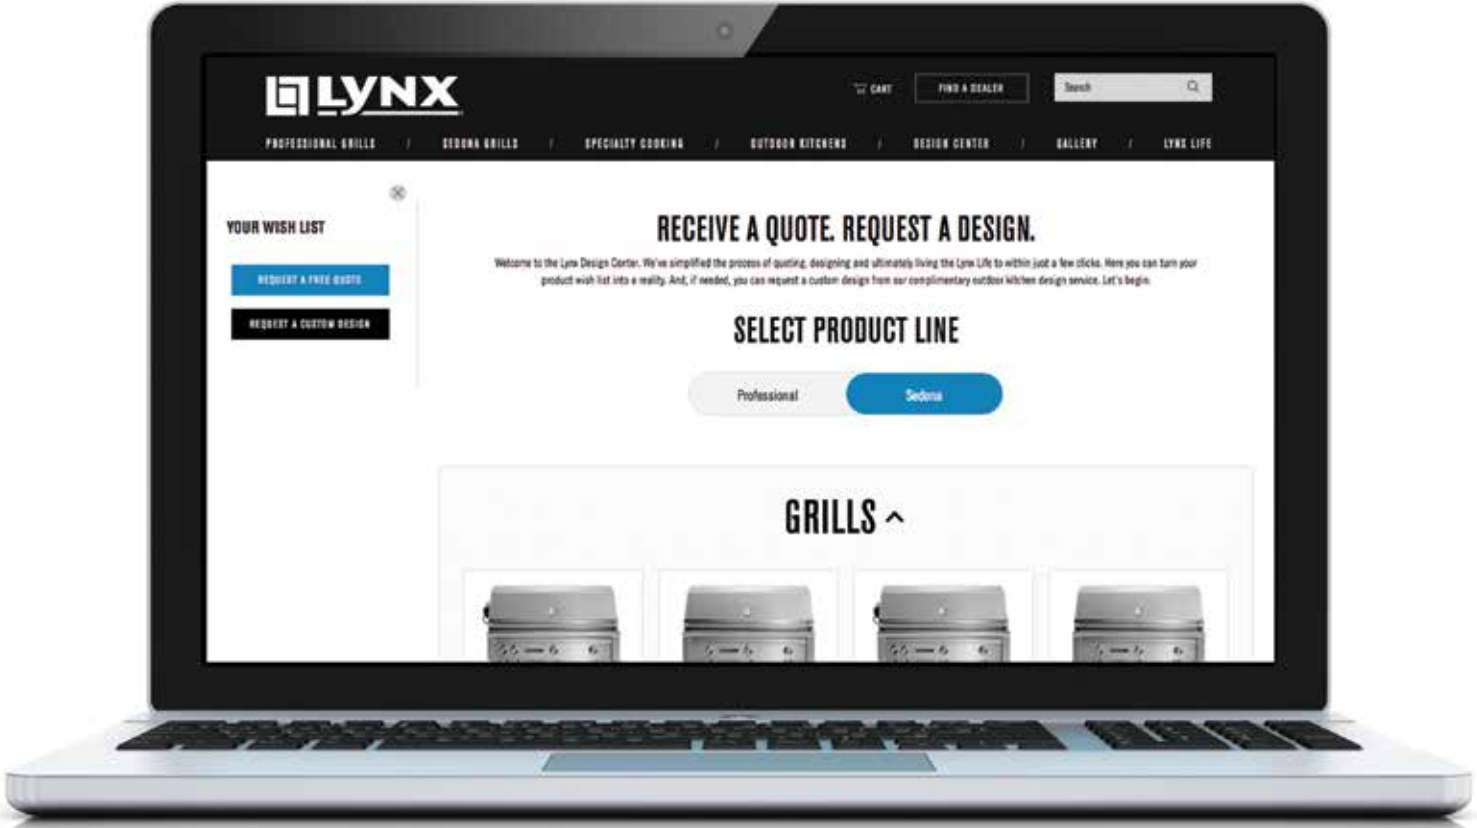 LYNX
CART
FIND A DEALER
Search
PROFESSIONAL GRILLS / SEDONA GRILLS / SPECIALTY COOKING / OUTDOOR KITCHENS / DESIGN CENTER / GALLERY / LYNX LIFE
YOUR WISH LIST
REQUEST A FREE QUOTE
REQUEST A CUSTOM DESIGN
RECEIVE A QUOTE. REQUEST A DESIGN.
Welcome to the Lynx Design Center. We've simplified the process of quoting, designing and ultimately living the Lynx Life to within just a few clicks. Here you can turn your
product wish list into a reality. And, if needed, you can request a custom design from our complimentary outdoor kitchen design service. Let's begin.
SELECT PRODUCT LINE
Professional
Sedona
GRILLS